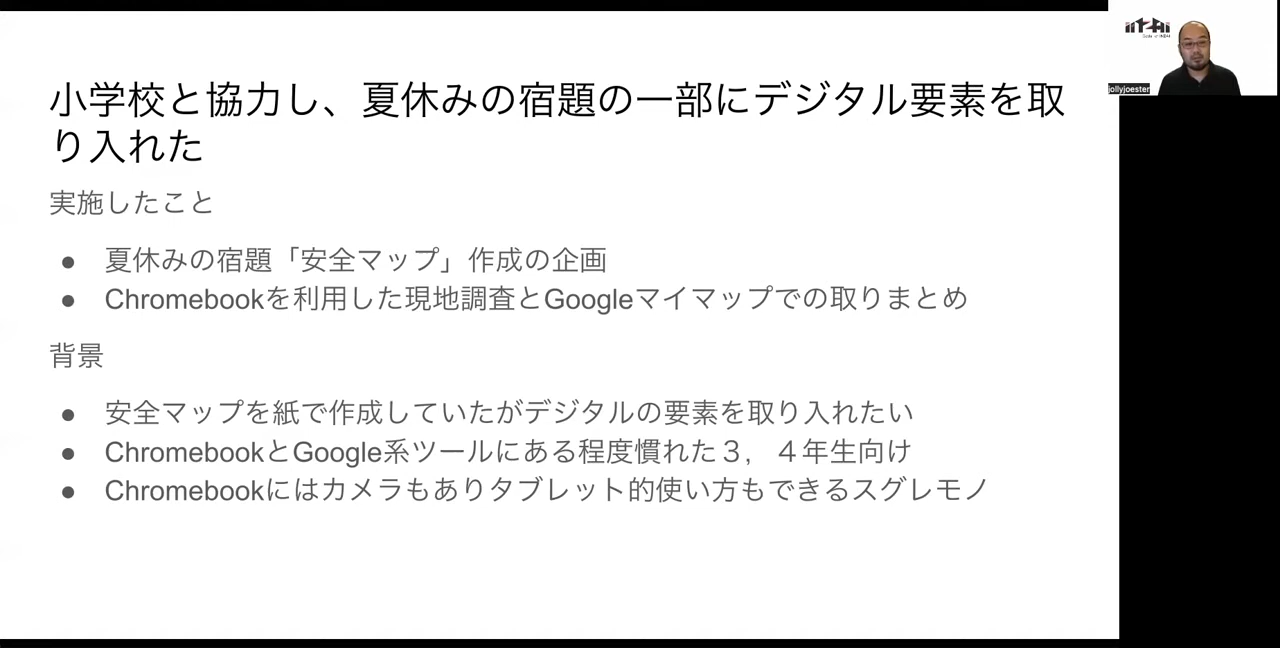 小学校と協力し、夏休みの宿題の一部にデジタル要素を取
り入れた
実施したこと
● 夏休みの宿題「安全マップ」作成の企画
● Chromebookを利用した現地調査とGoogleマイマップでの取りまとめ
背景
● 安全マップを紙で作成していたがデジタルの要素を取り入れたい
● ChromebookとGoogle系ツールにある程度慣れた３，４年生向け
● Chromebookにはカメラもありタブレット的使い方もできるスグレモノ
jollyjoester